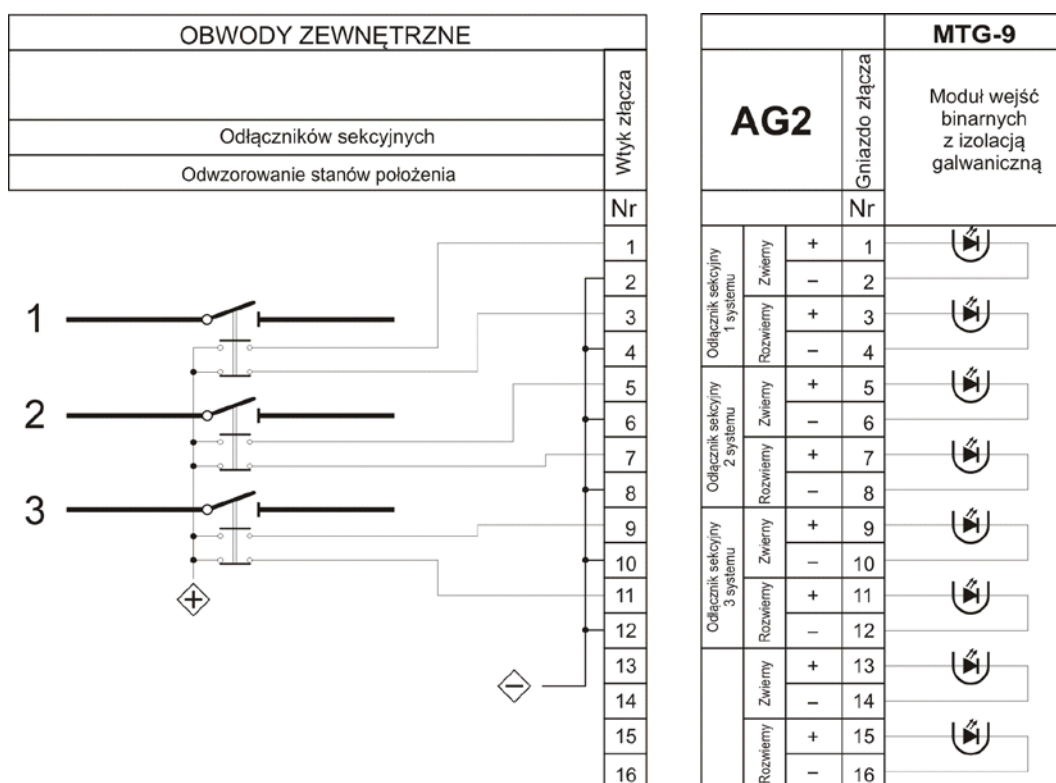 OBWODY ZEWNĘTRZNE
Odłączników sekcyjnych
Odwzorowanie stanów położenia
Wtyk złącza
Nr
1
2
3
4
5
6
7
8
9
10
11
12
13
14
15
16
1
2
3
+
–
MTG-9
AG2
Gniazdo złącza
Moduł wejść
binarnych
z izolacją
galwaniczną
Nr
Odłącznik sekcyjny
1 systemu
Zwierny
+ 1
– 2
Rozwierny
+ 3
– 4
Odłącznik sekcyjny
2 systemu
Zwierny
+ 5
– 6
Rozwierny
+ 7
– 8
Odłącznik sekcyjny
3 systemu
Zwierny
+ 9
– 10
Rozwierny
+ 11
– 12
Zwierny
+ 13
– 14
Rozwierny
+ 15
– 16